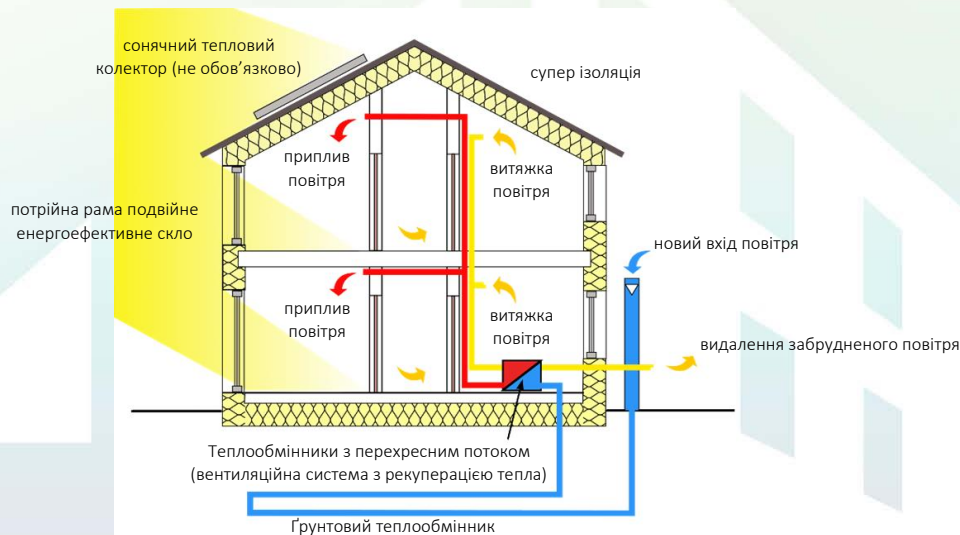 сонячний тепловий
колектор (не обов’язково)
супер ізоляція
приплив
повітря
витяжка
повітря
потрійна рама подвійне
енергоефективне скло
новий вхід повітря
приплив
повітря
витяжка
повітря
видалення забрудненого повітря
Теплообмінники з перехресним потоком
(вентиляційна система з рекуперацією тепла)
Ґрунтовий теплообмінник